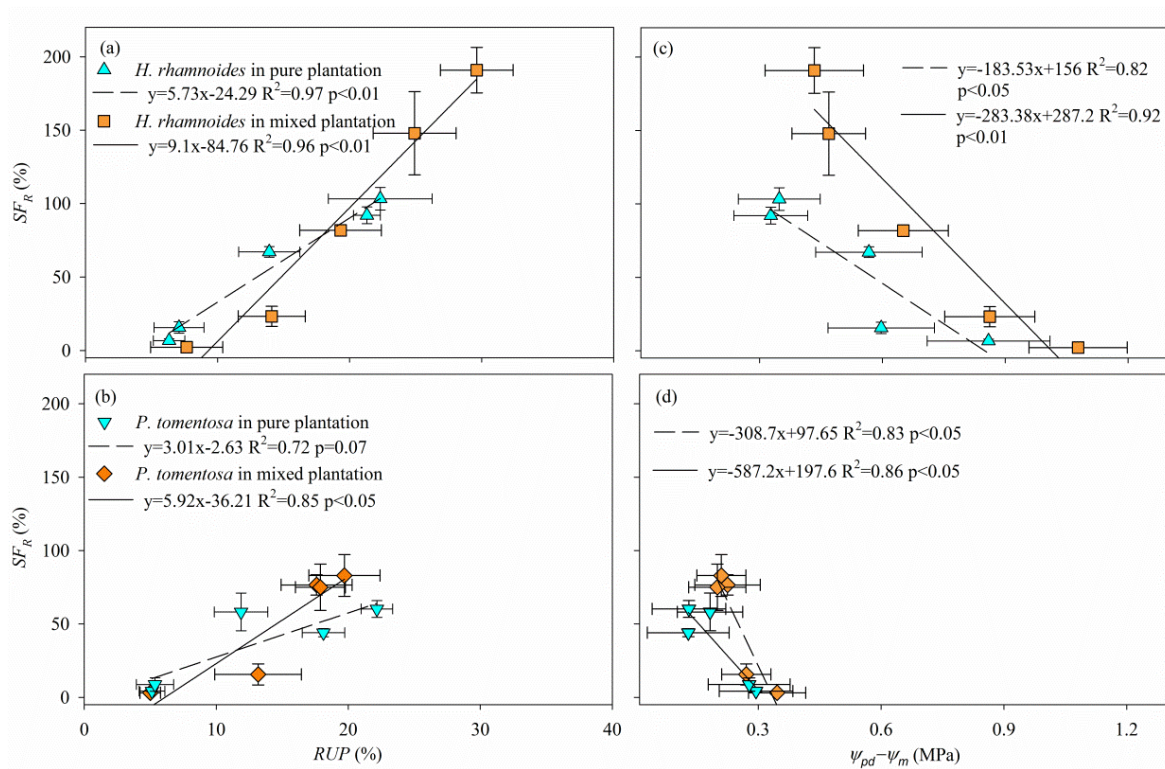 (a)
H. rhamnoides in pure plantation
y=5.73x-24.29 R²=0.97 p<0.01
H. rhamnoides in mixed plantation
y=9.1x-84.76 R²=0.96 p<0.01
200
150
100
50
0
SF_R (%)
(c)
y=-183.53x+156 R²=0.82
p<0.05
y=-283.38x+287.2 R²=0.92
p<0.01
(b)
P. tomentosa in pure plantation
y=3.01x-2.63 R²=0.72 p=0.07
P. tomentosa in mixed plantation
y=5.92x-36.21 R²=0.85 p<0.05
200
150
100
50
0
SF_R (%)
0 10 20 30 40
RUP (%)
(d)
y=-308.7x+97.65 R²=0.83 p<0.05
y=-587.2x+197.6 R²=0.86 p<0.05
0.3 0.6 0.9 1.2
ψ_pd−ψ_m (MPa)